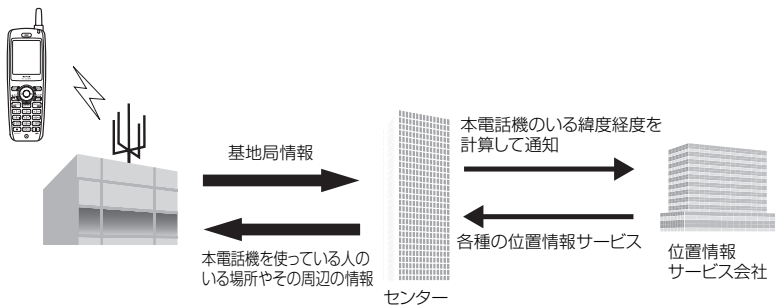 基地局情報
本電話機を使っている人の
いる場所やその周辺の情報
センター
本電話機のいる緯度経度を
計算して通知
各種の位置情報サービス
位置情報
サービス会社